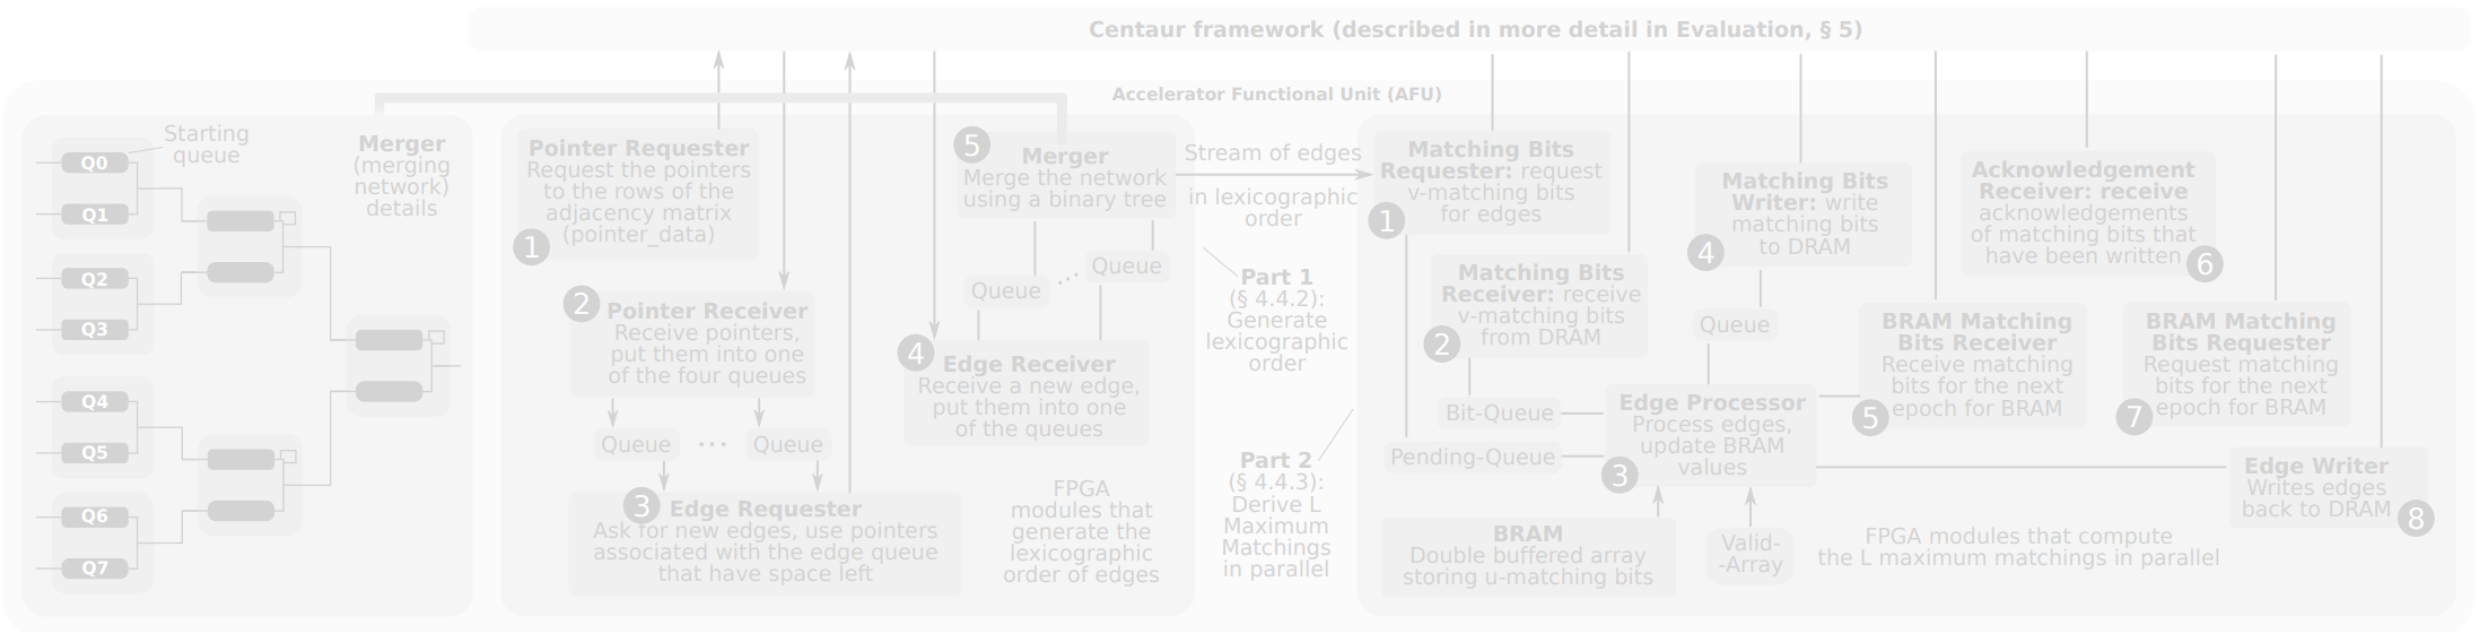 Centaur framework (described in more detail in Evaluation, § 5)
Accelerator Functional Unit (AFU)
Starting
queue
Merger
(merging
network)
details
Q0
Q1
Q2
Q3
Q4
Q5
Q6
Q7
Pointer Requester
Request the pointers
to the rows of the
adjacency matrix
(pointer_data)
1
2
Pointer Receiver
Receive pointers,
put them into one
of the four queues
Queue
...
Queue
3
Edge Requester
Ask for new edges, use pointers
associated with the edge queue
that have space left
5
Merger
Merge the network
using a binary tree
Queue
...
Queue
4
Edge Receiver
Receive a new edge,
put them into one
of the queues
FPGA
modules that
generate the
lexicographic
order of edges
Stream of edges
in lexicographic
order
Part 1
(§ 4.4.2):
Generate
lexicographic
order
Part 2
(§ 4.4.3):
Derive L
Maximum
Matchings
in parallel
Matching Bits
Requester: request
v-matching bits
for edges
1
Matching Bits
Receiver: receive
v-matching bits
from DRAM
2
Bit-Queue
Pending-Queue
Matching Bits
Writer: write
matching bits
to DRAM
4
Queue
Edge Processor
Process edges,
update BRAM
values
3
BRAM
Double buffered array
storing u-matching bits
Valid-
-Array
Acknowledgement
Receiver: receive
acknowledgements
of matching bits that
have been written
6
BRAM Matching
Bits Receiver
Receive matching
bits for the next
epoch for BRAM
5
BRAM Matching
Bits Requester
Request matching
bits for the next
epoch for BRAM
7
Edge Writer
Writes edges
back to DRAM
8
FPGA modules that compute
the L maximum matchings in parallel